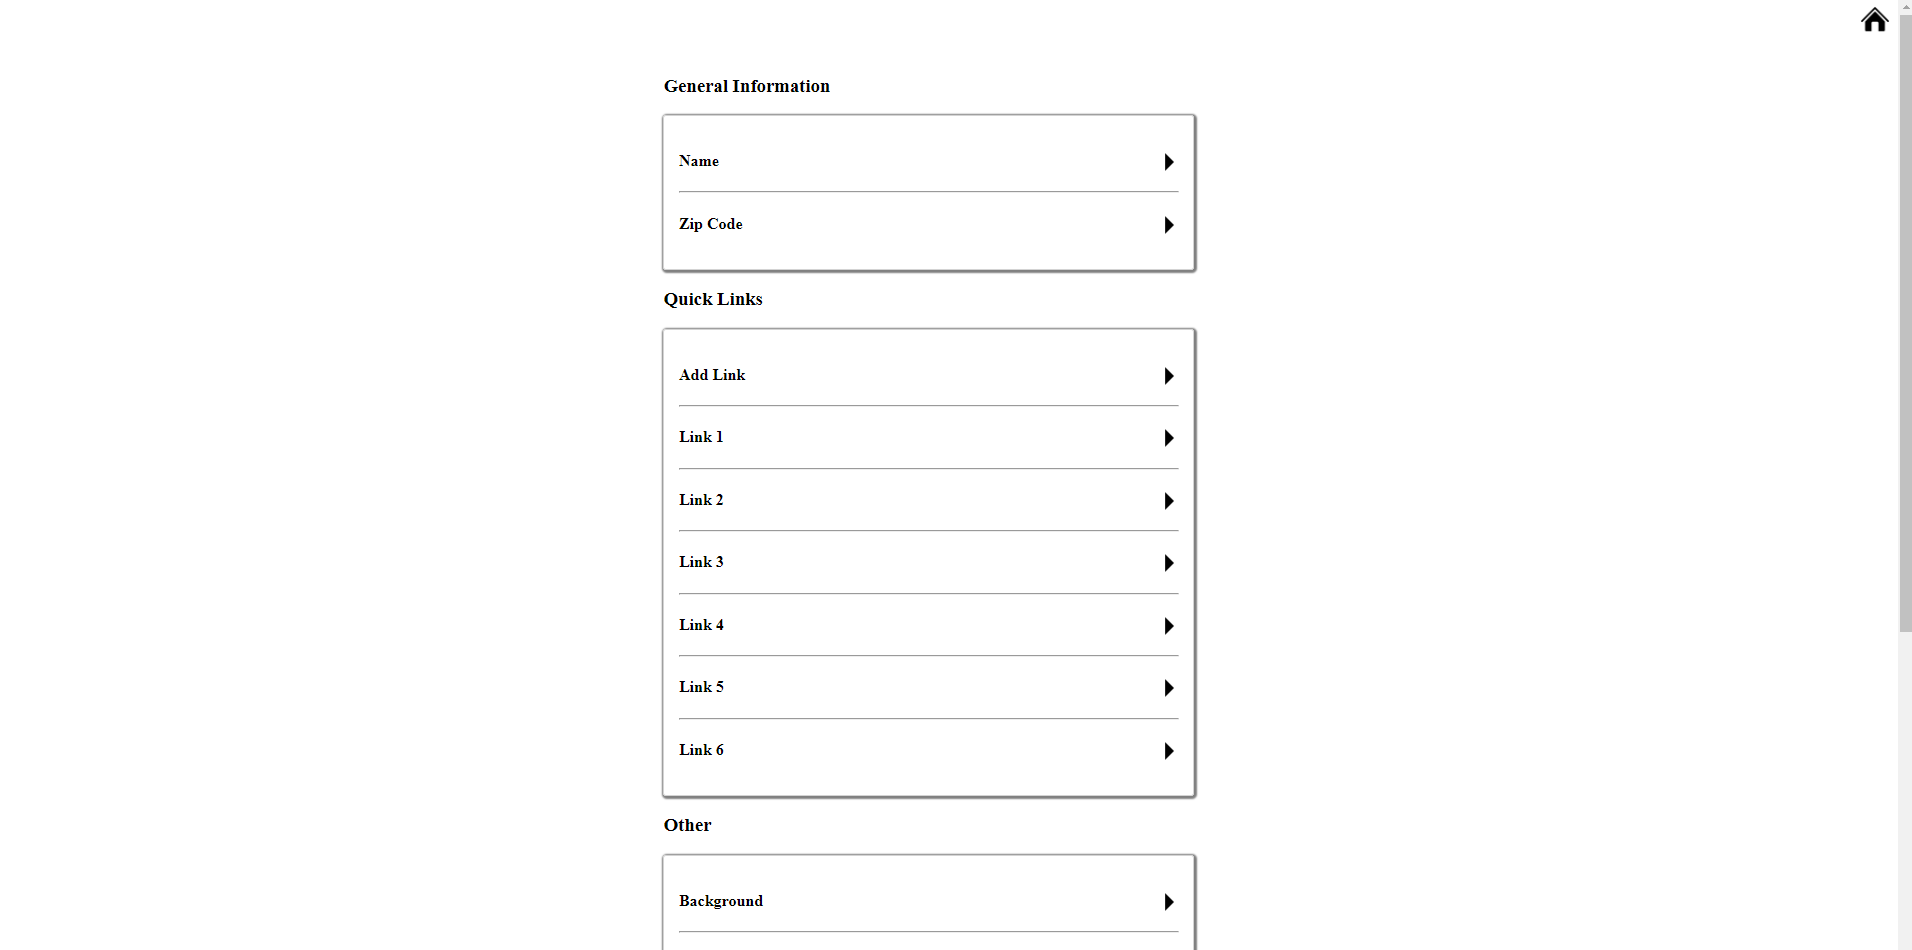 General Information
Name
Zip Code
Quick Links
Add Link
Link 1
Link 2
Link 3
Link 4
Link 5
Link 6
Other
Background